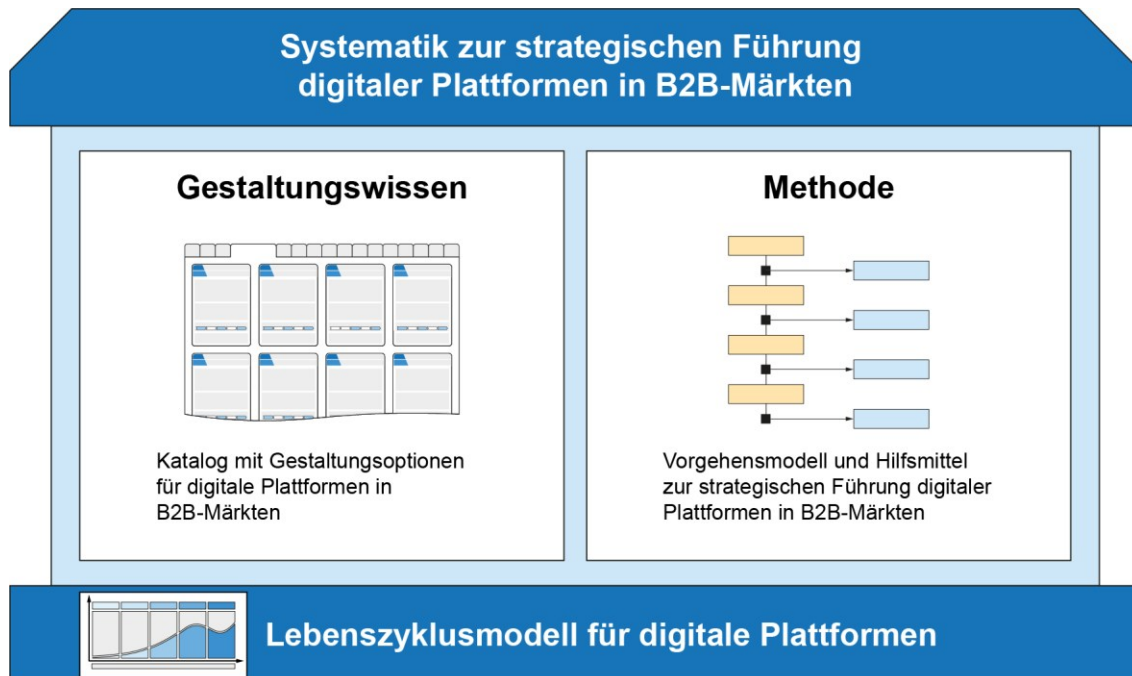 Systematik zur strategischen Führung
digitaler Plattformen in B2B-Märkten
Gestaltungswissen
Katalog mit Gestaltungsoptionen
für digitale Plattformen in
B2B-Märkten
Methode
Vorgehensmodell und Hilfsmittel
zur strategischen Führung digitaler
Plattformen in B2B-Märkten
Lebenszyklusmodell für digitale Plattformen